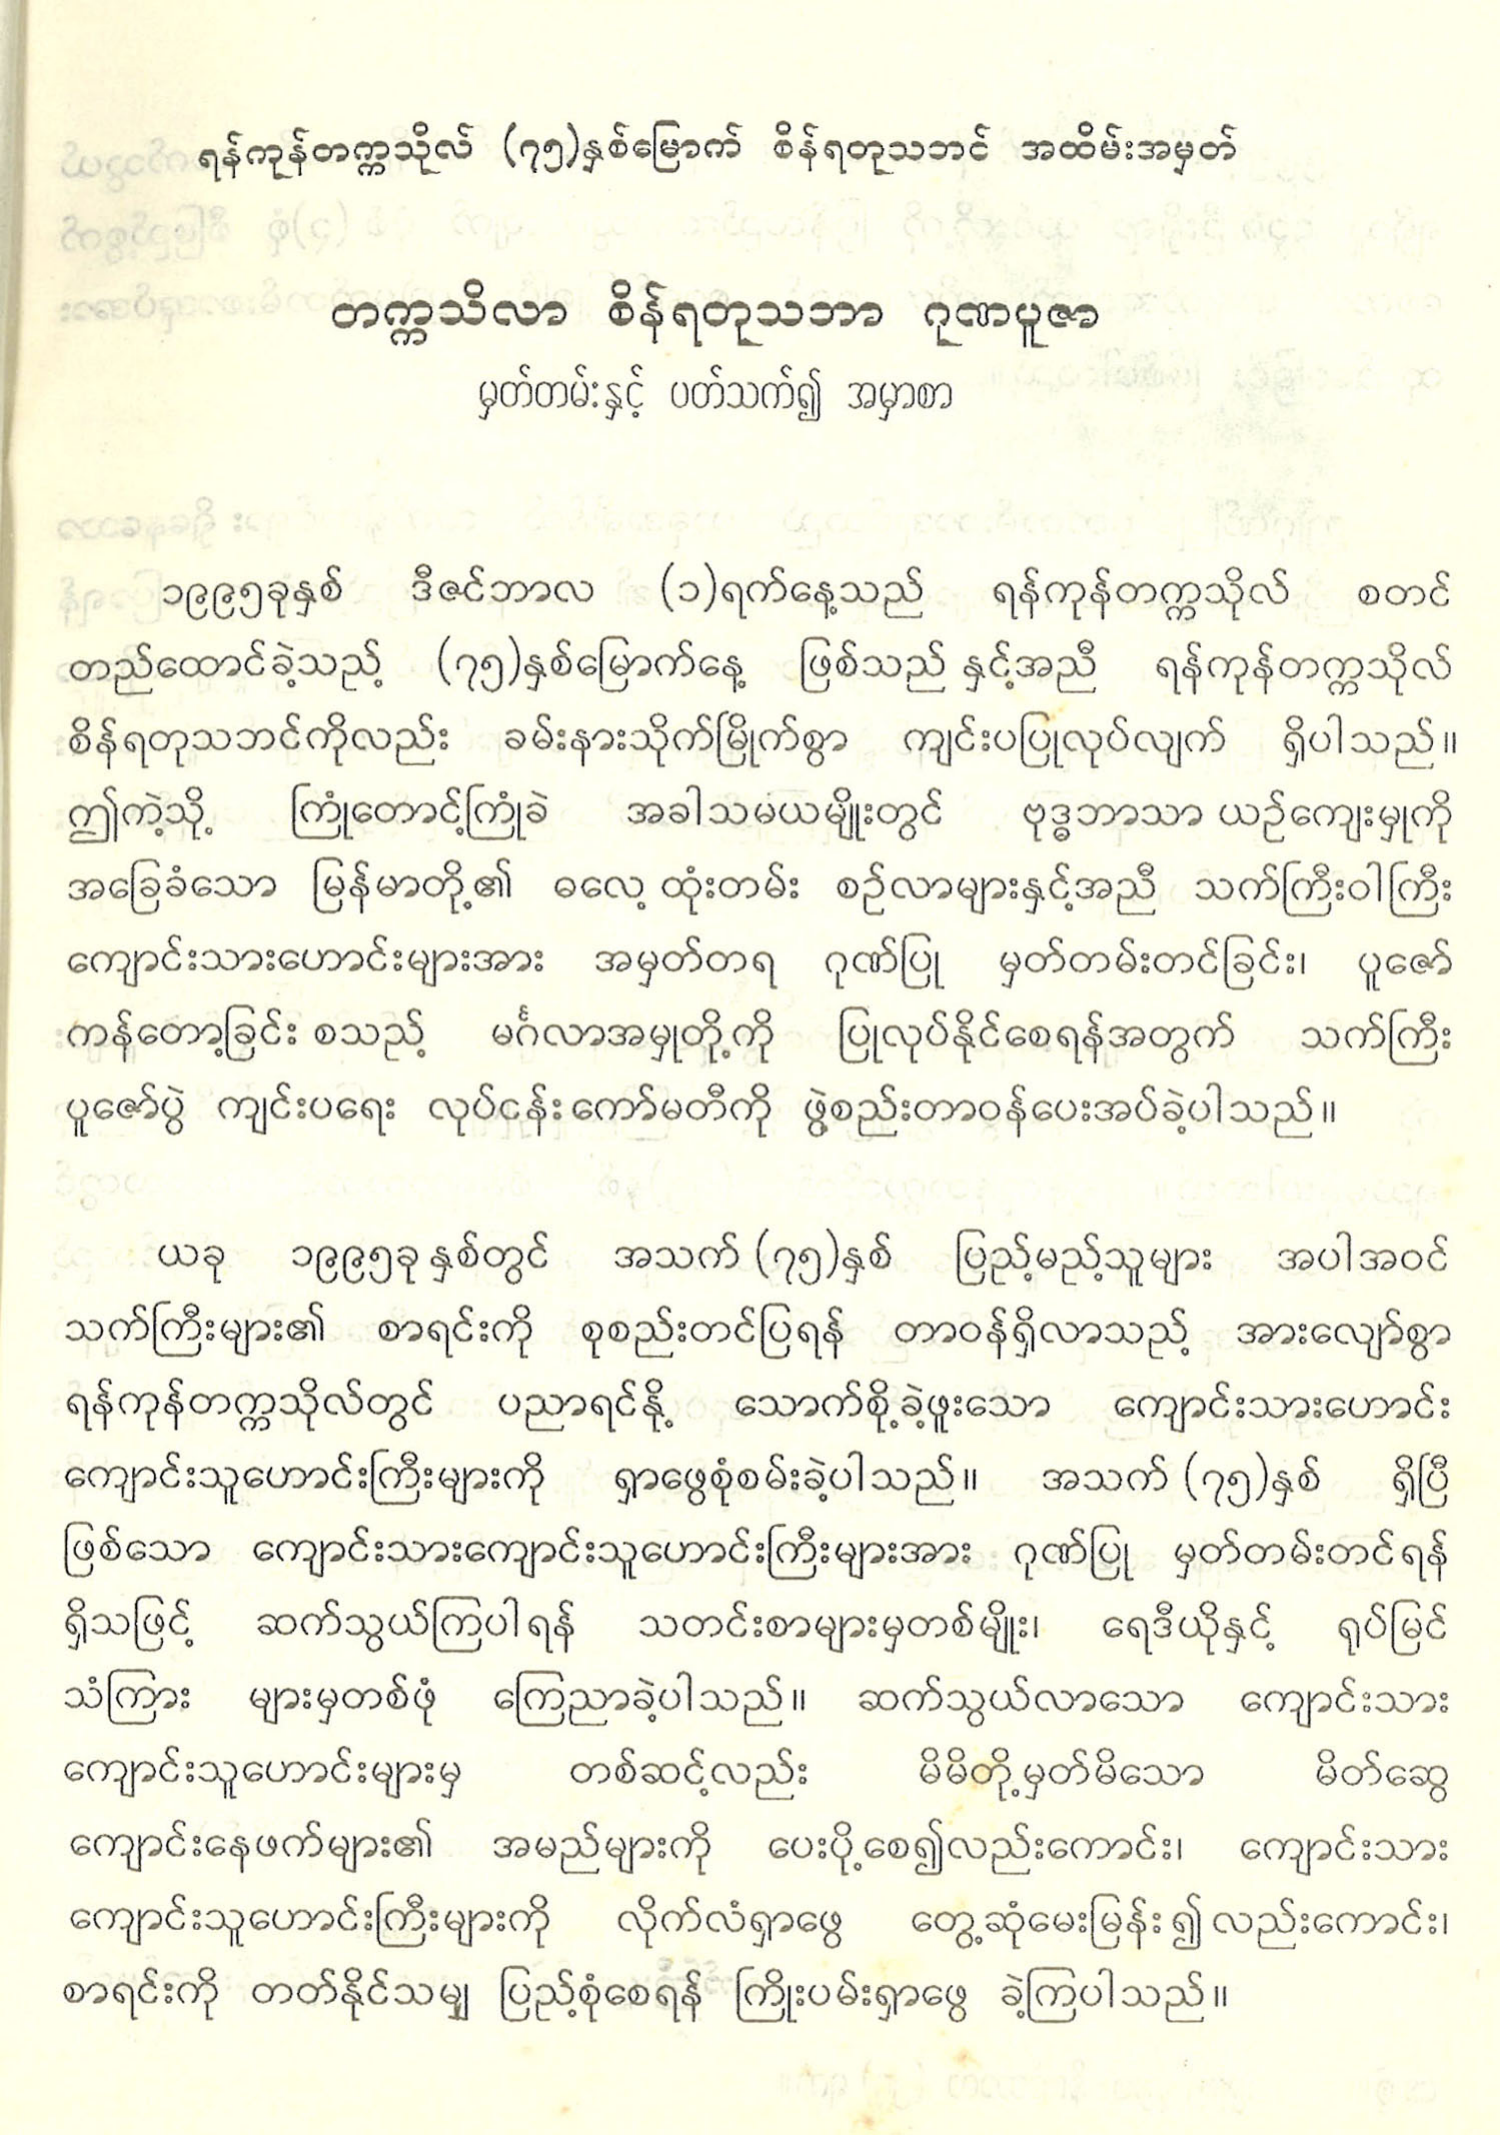 ရန်ကုန်တက္ကသိုလ် (၇၅)နှစ်မြောက် စိန်ရတုသဘင် အထိမ်းအမှတ်
တက္ကသိလာ စိန်ရတုသဘာ ဂုဏပူဇာ
မှတ်တမ်းနှင့် ပတ်သက်၍ အမှာစာ
၁၉၉၅ခုနှစ် ဒီဇင်ဘာလ (၁)ရက်နေ့သည် ရန်ကုန်တက္ကသိုလ် စတင်
တည်ထောင်ခဲ့သည့် (၇၅)နှစ်မြောက်နေ့ ဖြစ်သည် နှင့်အညီ ရန်ကုန်တက္ကသိုလ်
စိန်ရတုသဘင်ကိုလည်း ခမ်းနားသိုက်မြိုက်စွာ ကျင်းပပြုလုပ်လျက် ရှိပါသည်။
ဤကဲ့သို့ ကြုံတောင့်ကြုံခဲ အခါသမယမျိုးတွင် ဗုဒ္ဓဘာသာ ယဉ်ကျေးမှုကို
အခြေခံသော မြန်မာတို့၏ ဓလေ့ ထုံးတမ်း စဉ်လာများနှင့်အညီ သက်ကြီးဝါကြီး
ကျောင်းသားဟောင်းများအား အမှတ်တရ ဂုဏ်ပြု မှတ်တမ်းတင်ခြင်း၊ ပူဇော်
ကန်တော့ခြင်း စသည့် မင်္ဂလာအမှုတို့ကို ပြုလုပ်နိုင်စေရန်အတွက် သက်ကြီး
ပူဇော်ပွဲ ကျင်းပရေး လုပ်ငန်းကော်မတီကို ဖွဲ့စည်းတာဝန်ပေးအပ်ခဲ့ပါသည်။
ယခု ၁၉၉၅ခုနှစ်တွင် အသက် (၇၅)နှစ် ပြည့်မည့်သူများ အပါအဝင်
သက်ကြီးများ၏ စာရင်းကို စုစည်းတင်ပြရန် တာဝန်ရှိလာသည့် အားလျော်စွာ
ရန်ကုန်တက္ကသိုလ်တွင် ပညာရင်နို့ သောက်စို့ခဲ့ဖူးသော ကျောင်းသားဟောင်း
ကျောင်းသူဟောင်းကြီးများကို ရှာဖွေစုံစမ်းခဲ့ပါသည်။ အသက် (၇၅)နှစ် ရှိပြီ
ဖြစ်သော ကျောင်းသားကျောင်းသူဟောင်းကြီးများအား ဂုဏ်ပြု မှတ်တမ်းတင်ရန်
ရှိသဖြင့် ဆက်သွယ်ကြပါရန် သတင်းစာများမှတစ်မျိုး၊ ရေဒီယိုနှင့် ရုပ်မြင်
သံကြား များမှတစ်ဖုံ ကြေညာခဲ့ပါသည်။ ဆက်သွယ်လာသော ကျောင်းသား
ကျောင်းသူဟောင်းများမှ တစ်ဆင့်လည်း မိမိတို့မှတ်မိသော မိတ်ဆွေ
ကျောင်းနေဖက်များ၏ အမည်များကို ပေးပို့စေ၍လည်းကောင်း၊ ကျောင်းသား
ကျောင်းသူဟောင်းကြီးများကို လိုက်လံရှာဖွေ တွေ့ဆုံမေးမြန်း၍ လည်းကောင်း၊
စာရင်းကို တတ်နိုင်သမျှ ပြည့်စုံစေရန် ကြိုးပမ်းရှာဖွေ ခဲ့ကြပါသည်။